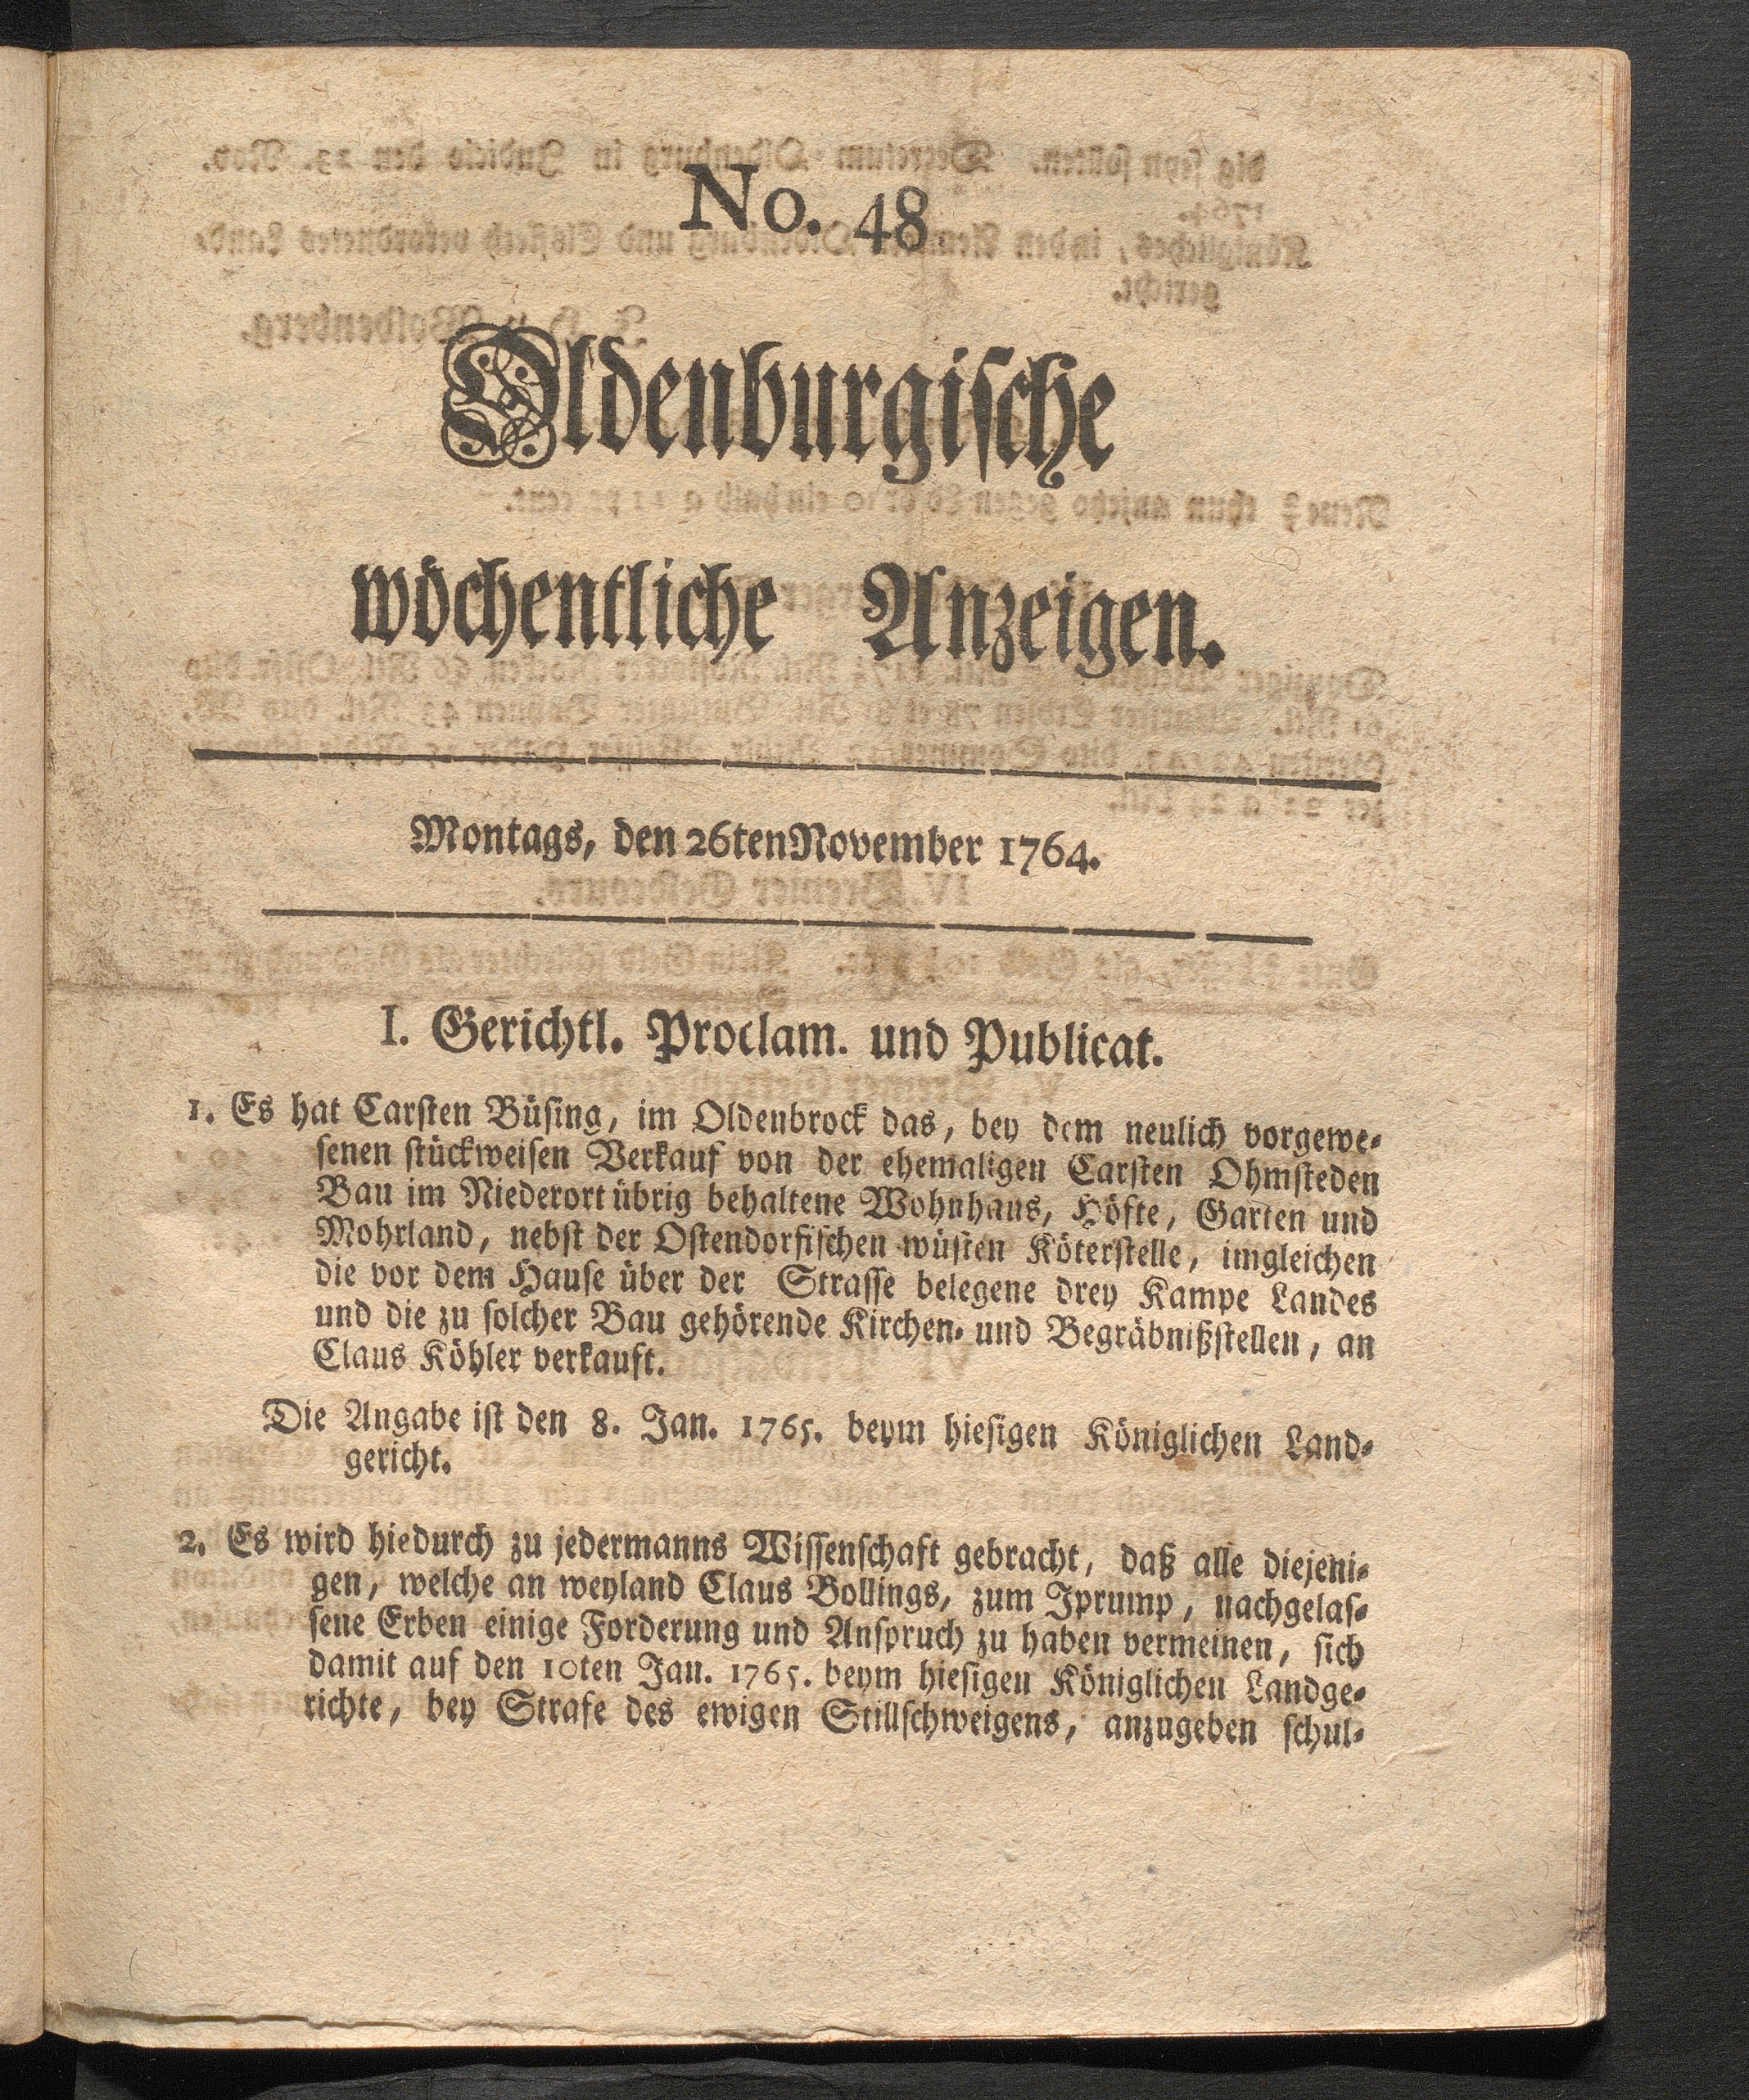 No. 48
Oldenburgische
wöchentliche Anzeigen.
Montags, den 26ten November 1764.
I. Gerichtl. Proclam. und Publicat.
1. Es hat Carsten Büsing, im Oldenbrock das, bey dem neulich vorgewe-
senen stückweisen Verkauf von der ehemaligen Carsten Ohmsteden
Bau im Niederort übrig behaltene Wohnhaus, Höfte, Garten und
Mohrland, nebst der Ostendorfischen wüsten Köterstelle, imgleichen
die vor dem Hause über der Strasse belegene drey Kampe Landes
und die zu solcher Bau gehörende Kirchen- und Begräbnißstellen, an
Claus Köhler verkauft.
Die Angabe ist den 8. Jan. 1765. beym hiesigen Königlichen Land-
gericht.
2. Es wird hiedurch zu jedermanns Wissenschaft gebracht, daß alle diejeni-
gen, welche an weyland Claus Bollings, zum Iprump, nachgelas-
sene Erben einige Forderung und Anspruch zu haben vermeinen, sich
damit auf den 10ten Jan. 1765. beym hiesigen Königlichen Landge-
richte, bey Strafe des ewigen Stillschweigens, anzugeben schul-